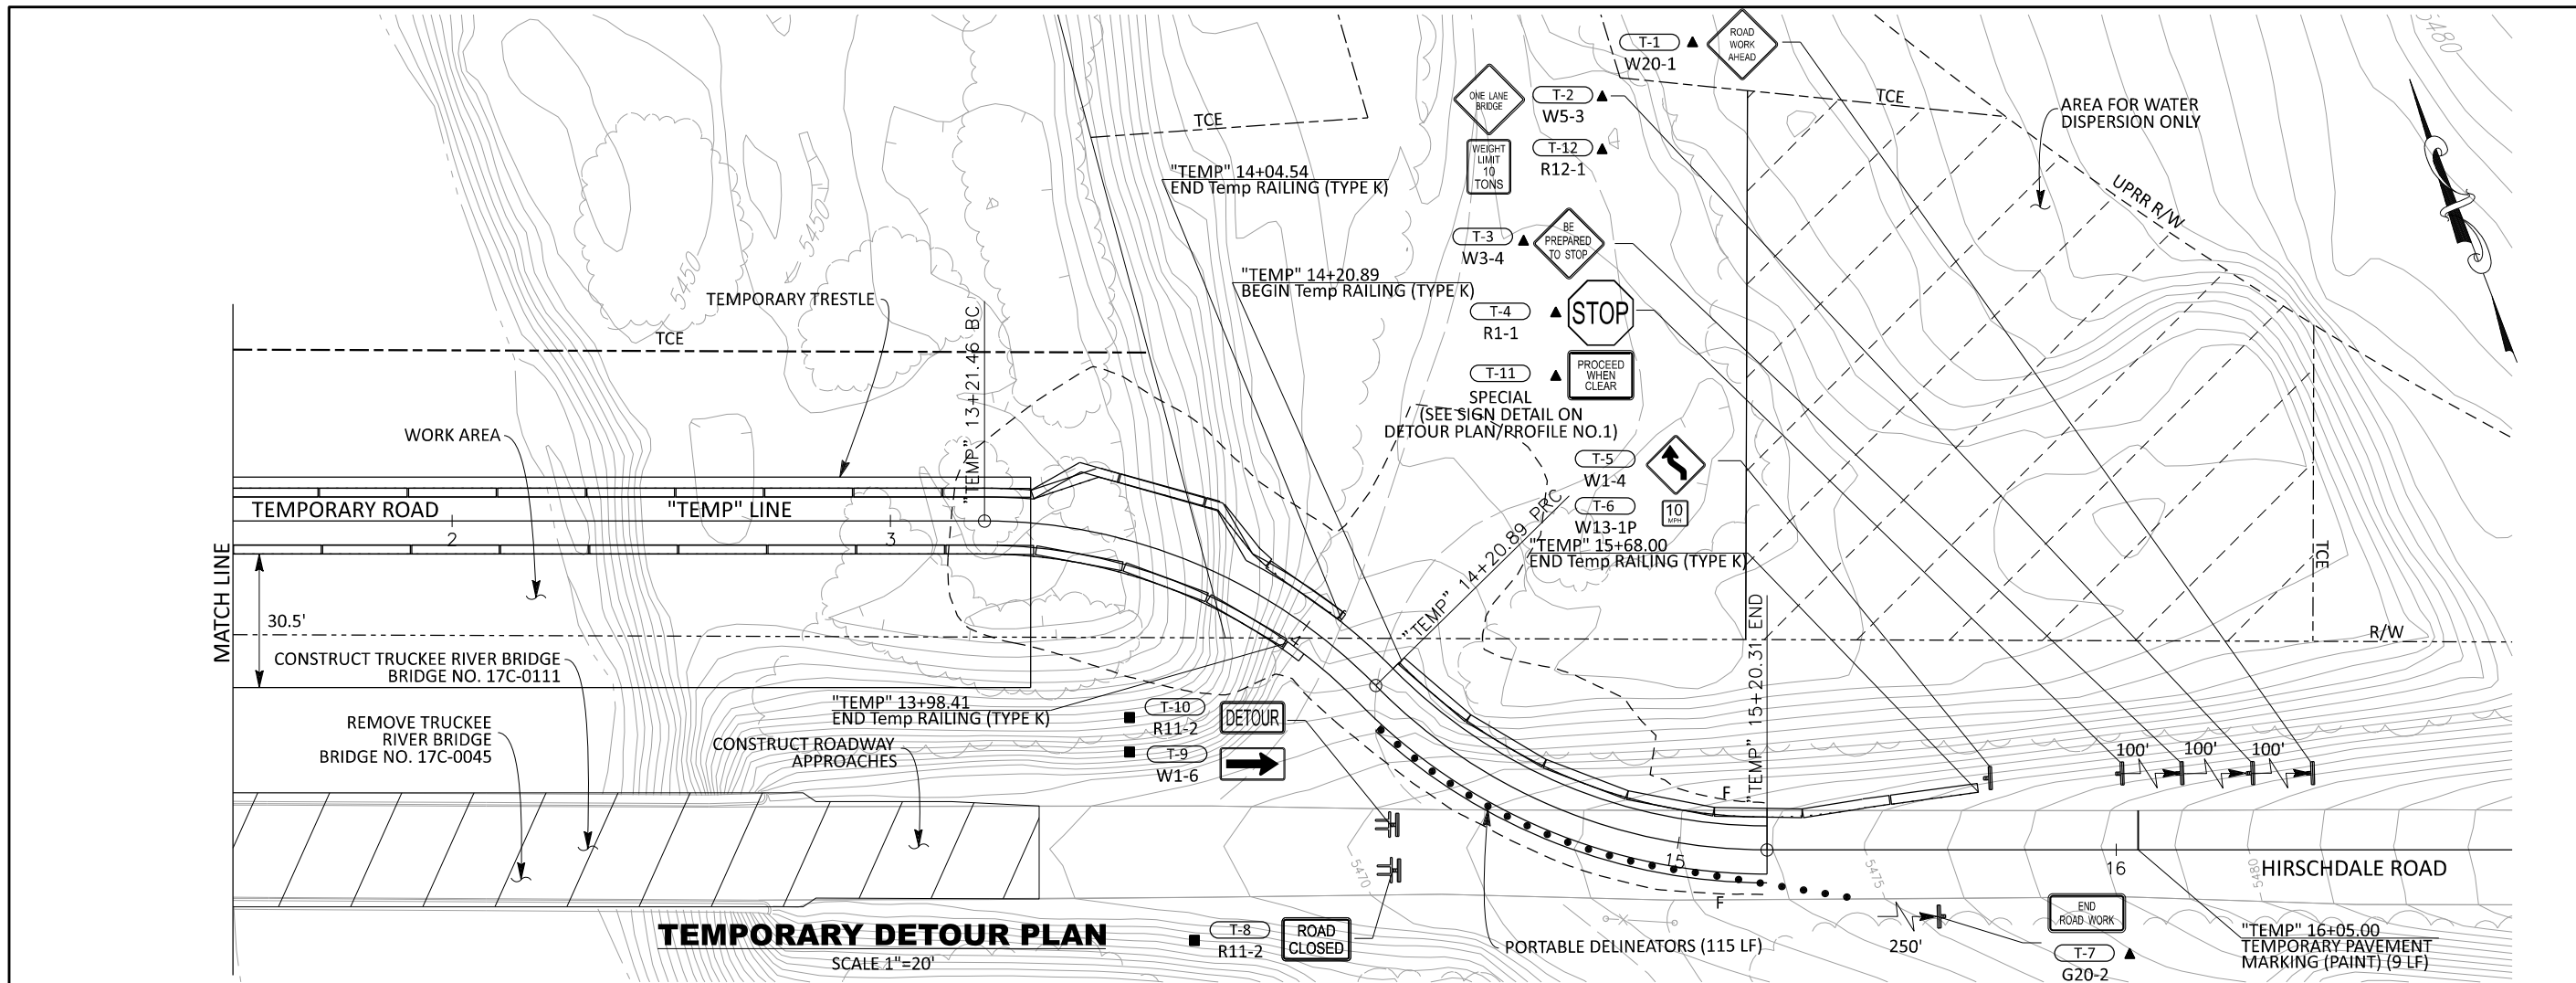 T-1
W20-1
ROAD
WORK
AHEAD
5480
ONE LANE
BRIDGE
T-2
W5-3
TCE
AREA FOR WATER
DISPERSION ONLY
TCE
WEIGHT
LIMIT
10
TONS
T-12
R12-1
"TEMP" 14+04.54
END Temp RAILING (TYPE K)
UPRR R/W
T-3
W3-4
BE
PREPARED
TO STOP
5450
5450
"TEMP" 14+20.89
BEGIN Temp RAILING (TYPE K)
TEMPORARY TRESTLE
T-4
R1-1
STOP
TCE
"TEMP" 13+21.46 BC
T-11
SPECIAL
(SEE SIGN DETAIL ON
DETOUR PLAN/PROFILE NO.1)
PROCEED
WHEN
CLEAR
WORK AREA
T-5
W1-4
T-6
W13-1P
10
MPH
TEMPORARY ROAD
"TEMP" LINE
2
3
"TEMP" 14+20.89 PRC
"TEMP" 15+68.00
END Temp RAILING (TYPE K)
TCE
MATCH LINE
30.5'
R/W
CONSTRUCT TRUCKEE RIVER BRIDGE
BRIDGE NO. 17C-0111
"TEMP" 15+20.31 END
"TEMP" 13+98.41
END Temp RAILING (TYPE K)
T-10
R11-2
DETOUR
REMOVE TRUCKEE
RIVER BRIDGE
BRIDGE NO. 17C-0045
CONSTRUCT ROADWAY
APPROACHES
T-9
W1-6
100'
100'
100'
F
4
15
16
5470
5475
5480
HIRSCHDALE ROAD
F
TEMPORARY DETOUR PLAN
SCALE 1"=20'
T-8
R11-2
ROAD
CLOSED
PORTABLE DELINEATORS (115 LF)
250'
END
ROAD WORK
T-7
G20-2
"TEMP" 16+05.00
TEMPORARY PAVEMENT
MARKING (PAINT) (9 LF)